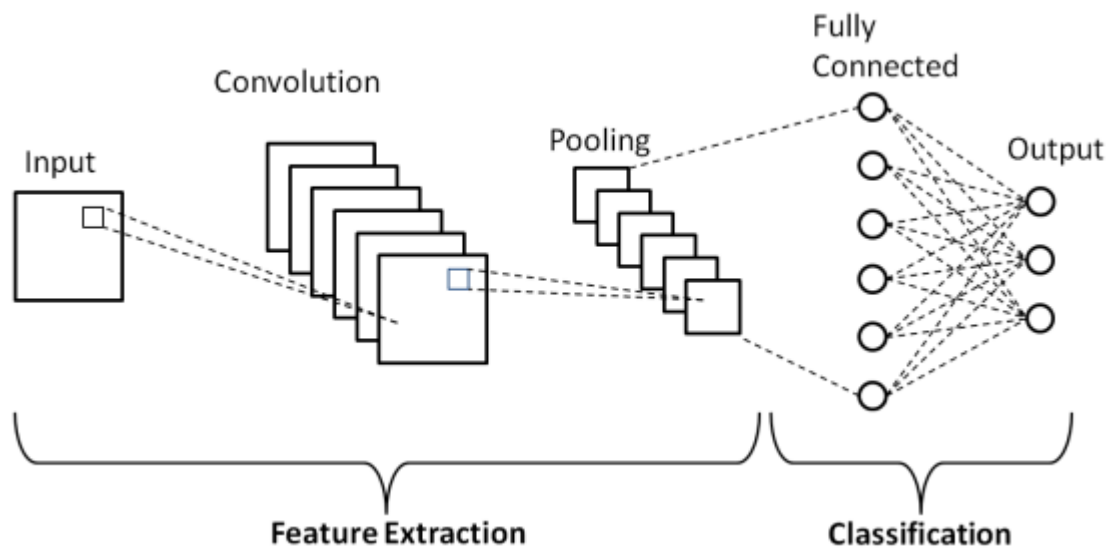 Input
Convolution
Pooling
Fully
Connected
Output
Feature Extraction
Classification